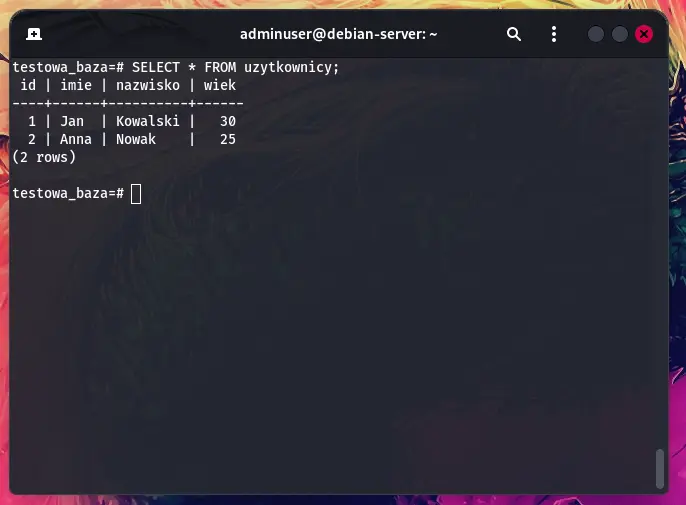 adminuser@debian-server: ~
testowa_baza=# SELECT * FROM uzytkownicy;
 id | imie | nazwisko | wiek
----+------+----------+------
  1 | Jan  | Kowalski |   30
  2 | Anna | Nowak    |   25
(2 rows)
testowa_baza=#